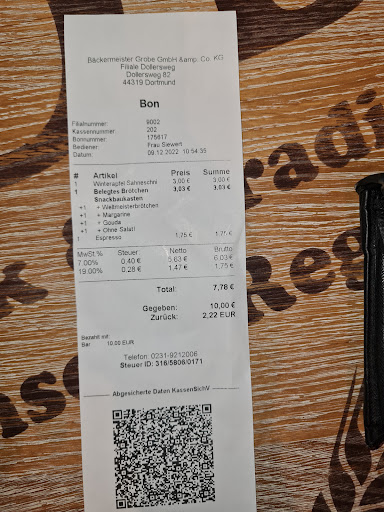 Bäckermeister Grobe GmbH &amp; Co. KG
Filiale Dollersweg
Dollersweg 82
44319 Dortmund
Bon
Filialnummer: 9002
Kassennummer: 202
Bonnummer: 175617
Bediener: Frau Siewen
Datum: 09.12.2022 10:54:35
# Artikel Preis Summe
1 Winterapfel Sahneschni 3,00 € 3,00 €
1 Belegtes Brötchen 3,03 € 3,03 €
Snackbaukasten
+1 + Weltmeisterbrötchen
+1 + Margarine
+1 + Gouda
+1 + Ohne Salat!
1 Espresso 1,75 € 1,75 €
MwSt.% Steuer Netto Brutto
7.00% 0,40 € 5,63 € 6,03 €
19.00% 0,28 € 1,47 € 1,75 €
Total: 7,78 €
Gegeben: 10,00 €
Zurück: 2,22 EUR
Bezahlt mit:
Bar 10.00 EUR
Telefon: 0231-9212006
Steuer ID: 316/5806/0171
Abgesicherte Daten KassenSichV